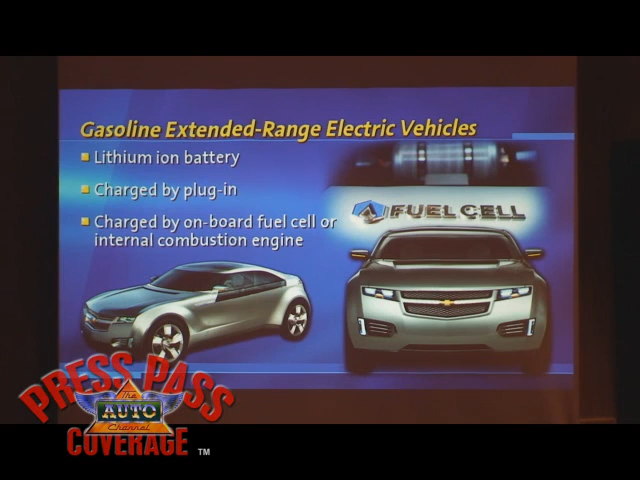 Gasoline Extended-Range Electric Vehicles
Lithium ion battery
Charged by plug-in
Charged by on-board fuel cell or
internal combustion engine
FUEL CELL
PRESS PASS
The
AUTO
Channel
COVERAGE
TM